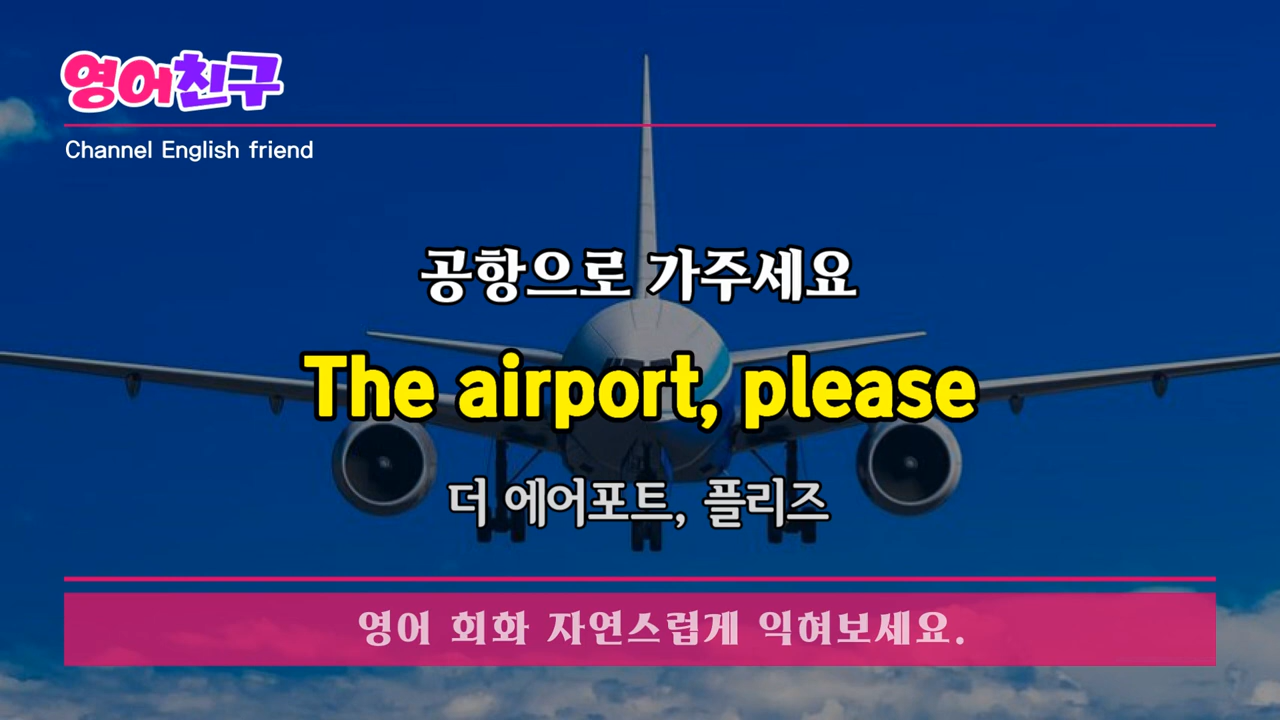 영어친구
Channel English friend
공항으로 가주세요
The airport, please
더 에어포트, 플리즈
영어 회화 자연스럽게 익혀보세요.